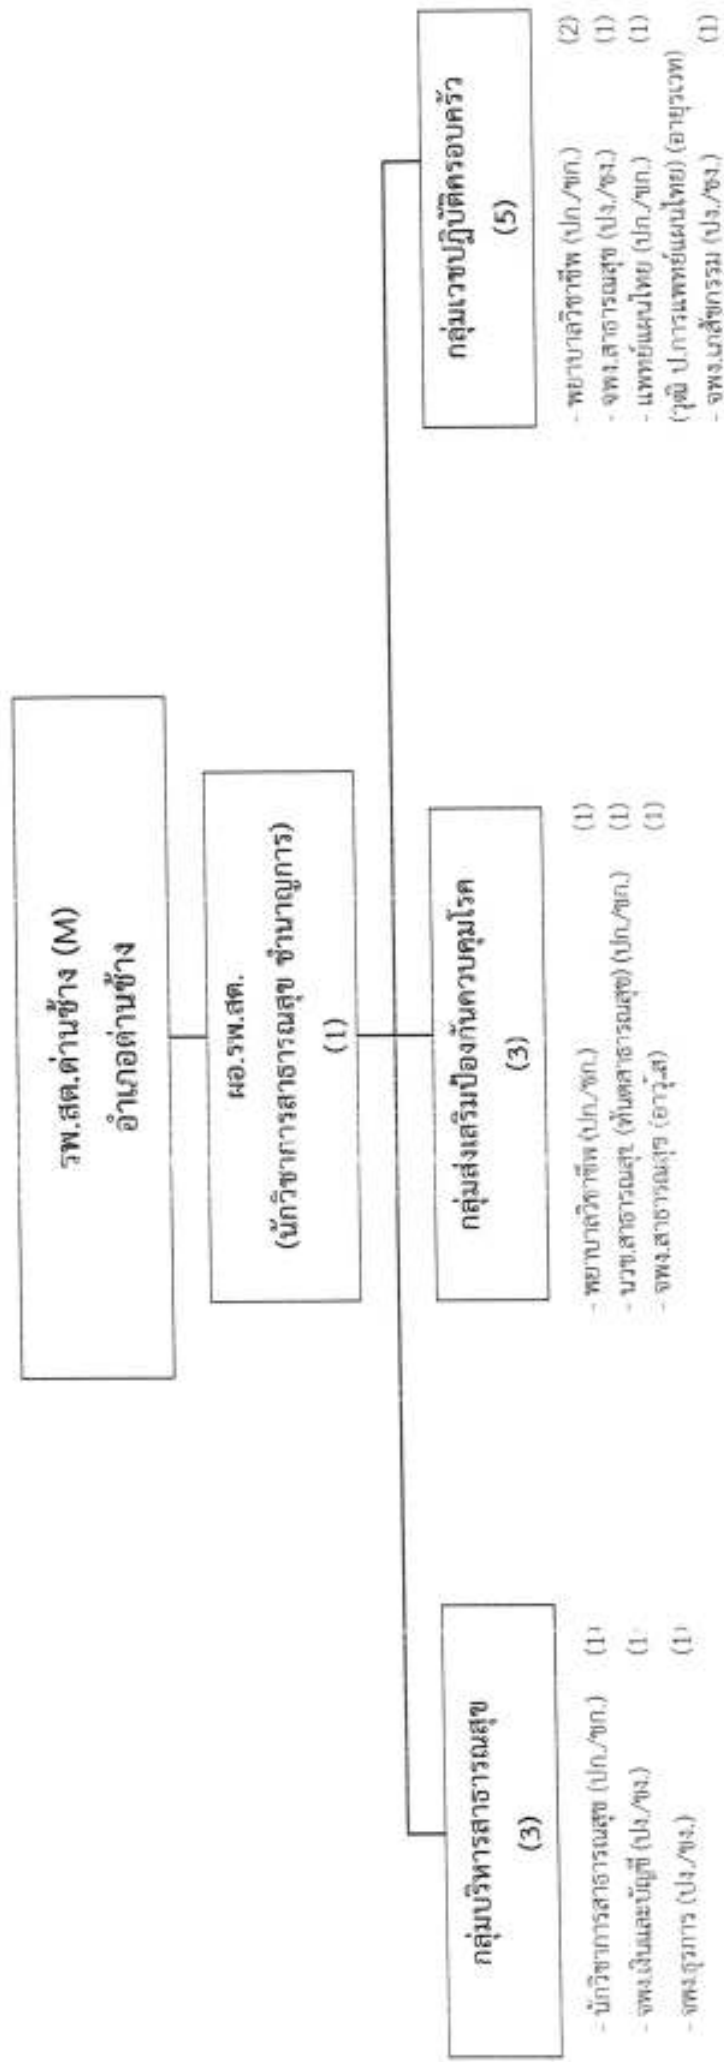 รพ.สต.ด่านช้าง (M)
อำเภอด่านช้าง
ผอ.รพ.สต.
(นักวิชาการสาธารณสุข ชำนาญการ)
(1)
กลุ่มบริหารสาธารณสุข
(3)
- นักวิชาการสาธารณสุข (ปก./ชก.) (1)
- จพง.เงินและบัญชี (ปง./ชง.) (1
- จพง.ธุรการ (ปง./ชง.) (1)
กลุ่มส่งเสริมป้องกันควบคุมโรค
(3)
- พยาบาลวิชาชีพ (ปก./ชก.) (1)
- นวช.สาธารณสุข (ทันตสาธารณสุข) (ปก./ชก.) (1)
- จพง.สาธารณสุข (อาวุโส) (1)
กลุ่มเวชปฏิบัติครอบครัว
(5)
- พยาบาลวิชาชีพ (ปก./ชก.) (2)
- จพง.สาธารณสุข (ปง./ชง.) (1)
- แพทย์แผนไทย (ปก./ชก.) (1)
(วุฒิ ป.การแพทย์แผนไทย) (อายุรเวท)
- จพง.เภสัชกรรม (ปง./ชง.) (1)